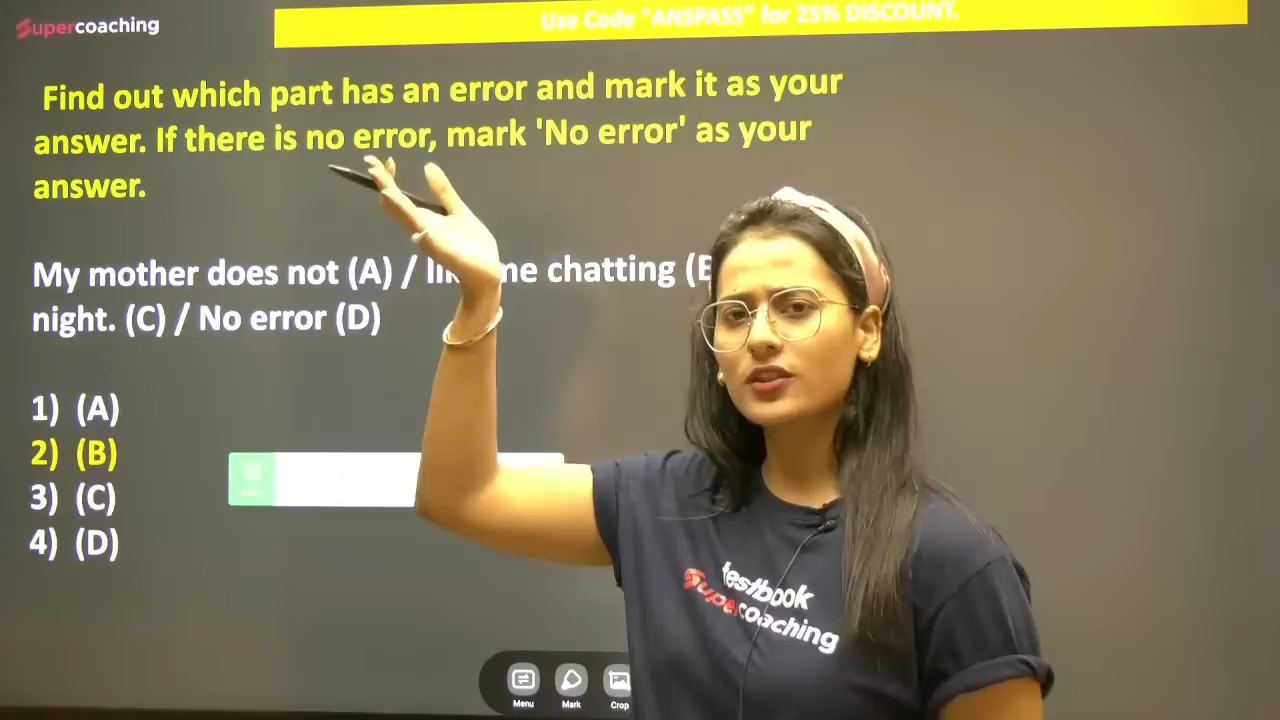 Supercoaching
Use Code "ANSPASS" for 25% DISCOUNT.
Find out which part has an error and mark it as your
answer. If there is no error, mark 'No error' as your
answer.
My mother does not (A) / me chatting
night. (C) / No error (D)
1) (A)
2) (B)
3) (C)
4) (D)
testbook
Supercoaching
Menu
Mark
Crop